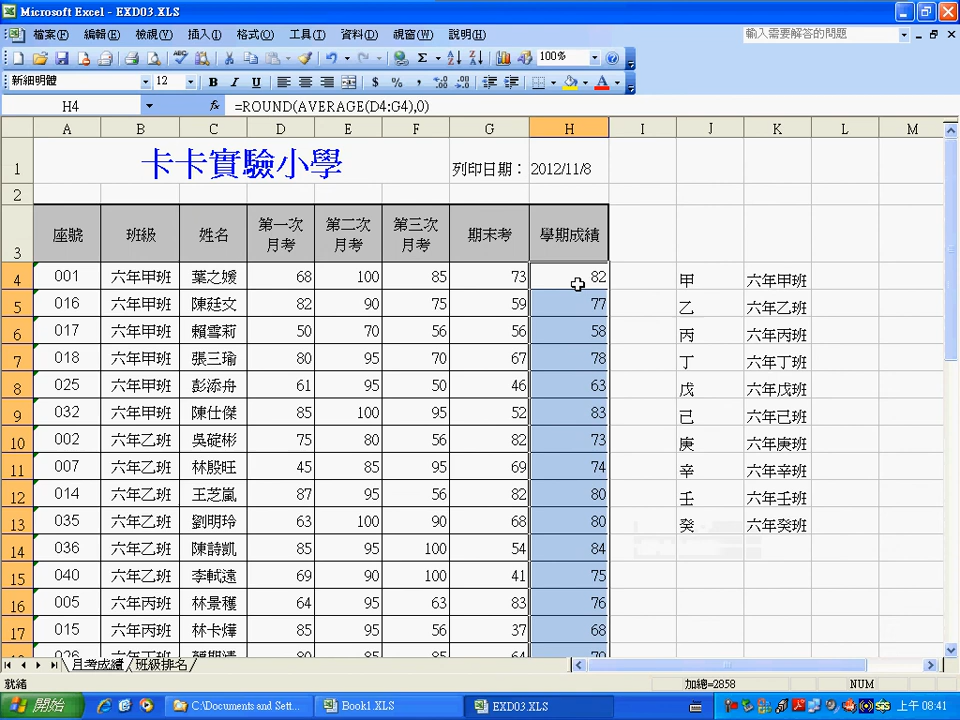 Microsoft Excel - EXD03.XLS
檔案(F) 編輯(E) 檢視(V) 插入(I) 格式(O) 工具(T) 資料(D) 視窗(W) 說明(H) 輸入需要解答的問題
100%
新細明體 12 B I U $ % ,
H4 fx =ROUND(AVERAGE(D4:G4),0)
A B C D E F G H I J K L M
1 卡卡實驗小學 列印日期： 2012/11/8
2
3 座號 班級 姓名 第一次月考 第二次月考 第三次月考 期末考 學期成績
4 001 六年甲班 葉之媛 68 100 85 73 82 甲 六年甲班
5 016 六年甲班 陳廷文 82 90 75 59 77 乙 六年乙班
6 017 六年甲班 賴雪莉 50 70 56 56 58 丙 六年丙班
7 018 六年甲班 張三瑜 80 95 70 67 78 丁 六年丁班
8 025 六年甲班 彭添舟 61 95 50 46 63 戊 六年戊班
9 032 六年甲班 陳仕傑 85 100 95 52 83 己 六年己班
10 002 六年乙班 吳碇彬 75 80 56 82 73 庚 六年庚班
11 007 六年乙班 林殷旺 45 85 95 69 74 辛 六年辛班
12 014 六年乙班 王芝嵐 87 95 56 82 80 壬 六年壬班
13 035 六年乙班 劉明玲 63 100 90 68 80 癸 六年癸班
14 036 六年乙班 陳詩凱 85 95 100 54 84
15 040 六年乙班 李軾遠 69 90 100 41 75
16 005 六年丙班 林景穫 64 95 63 83 76
17 015 六年丙班 林卡燁 85 95 56 37 68
月考成績 班級排名
就緒 加總=2858 NUM
開始 C:\Documents and Sett... Book1.XLS EXD03.XLS 上午 08:41